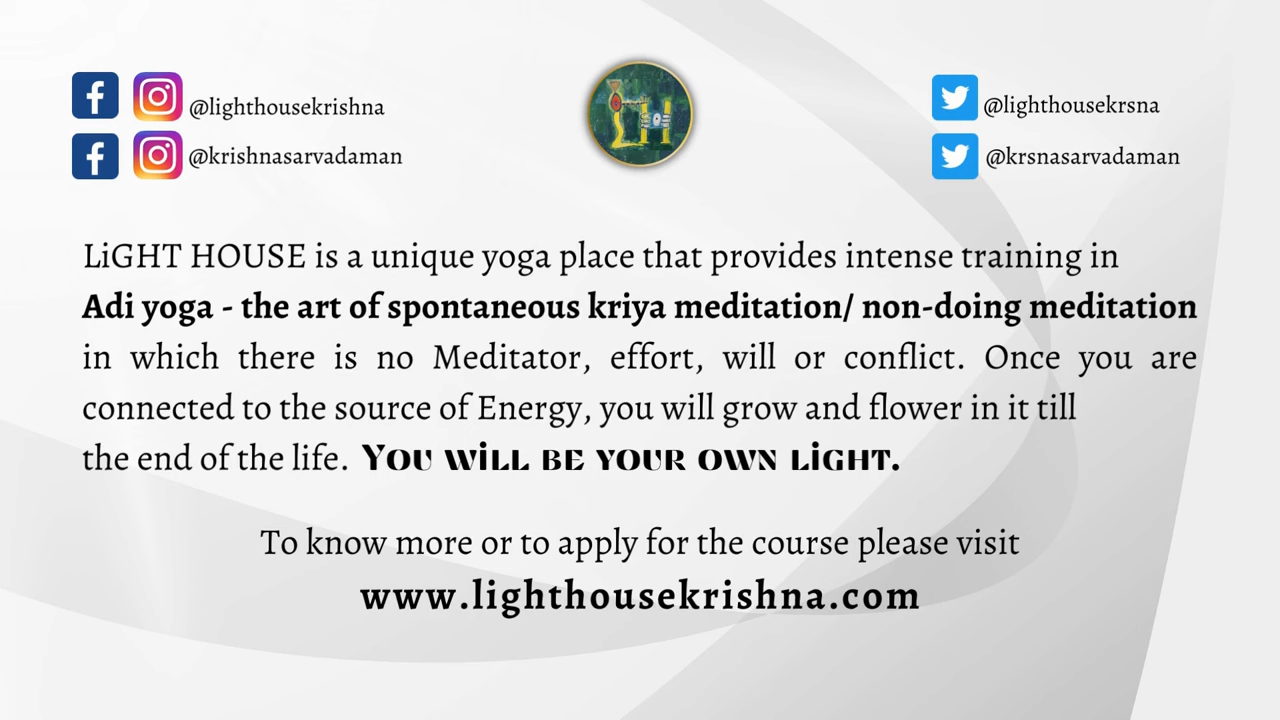 @lighthousekrishna
@krishnasarvadaman
LiH
@lighthousekrsna
@krsnasarvadaman
LiGHT HOUSE is a unique yoga place that provides intense training in
Adi yoga - the art of spontaneous kriya meditation/ non-doing meditation
in which there is no Meditator, effort, will or conflict. Once you are
connected to the source of Energy, you will grow and flower in it till
the end of the life. You will be your own light.
To know more or to apply for the course please visit
www.lighthousekrishna.com